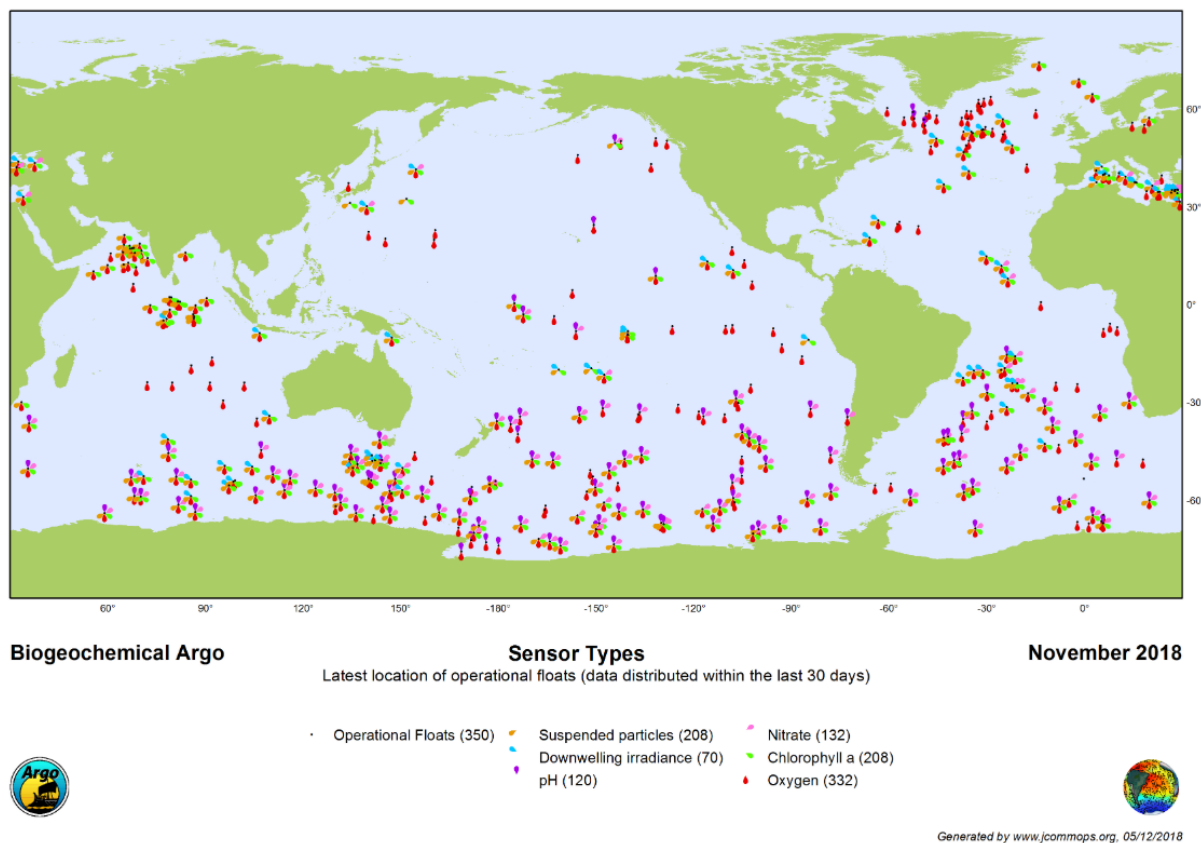 60°
30°
0°
-30°
-60°
60°
90°
120°
150°
-180°
-150°
-120°
-90°
-60°
-30°
0°
Biogeochemical Argo
Sensor Types
November 2018
Latest location of operational floats (data distributed within the last 30 days)
Operational Floats (350)
Suspended particles (208)
Nitrate (132)
Downwelling irradiance (70)
Chlorophyll a (208)
pH (120)
Oxygen (332)
Argo
Generated by www.jcommops.org, 05/12/2018